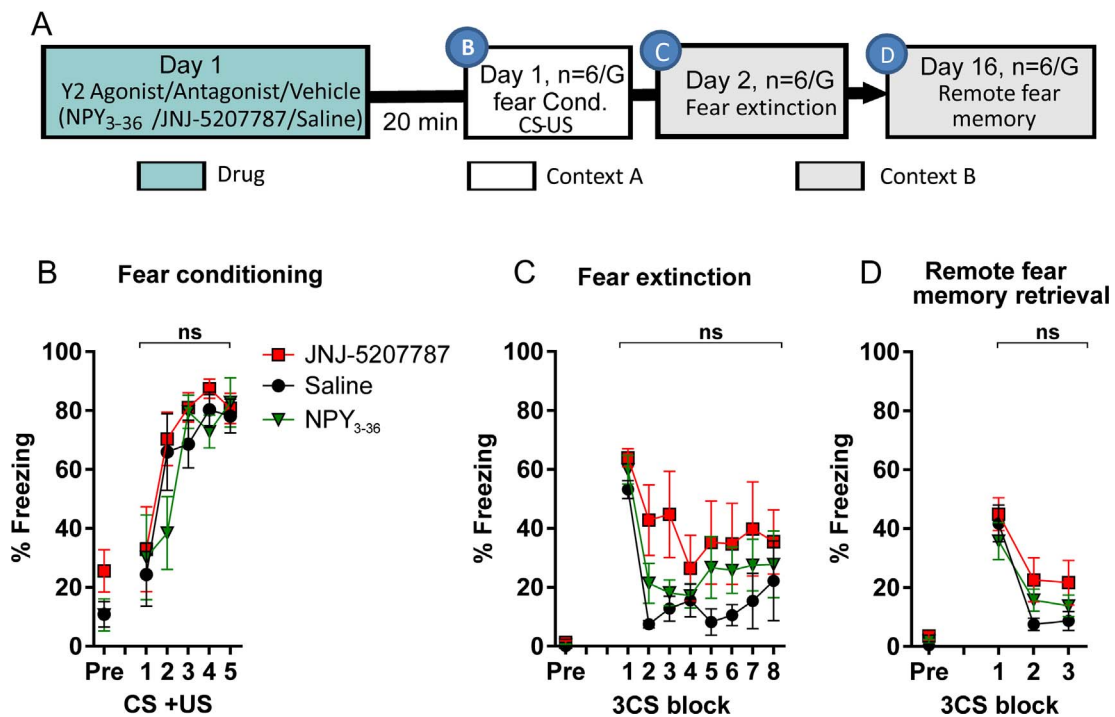 A
Day 1
Y2 Agonist/Antagonist/Vehicle
(NPY3-36 /JNJ-5207787/Saline)
20 min
B
Day 1, n=6/G
fear Cond.
CS-US
C
Day 2, n=6/G
Fear extinction
D
Day 16, n=6/G
Remote fear
memory
Drug
Context A
Context B
B
Fear conditioning
ns
100
80
60
40
20
0
% Freezing
Pre 1 2 3 4 5
CS +US
JNJ-5207787
Saline
NPY3-36
C
Fear extinction
ns
100
80
60
40
20
0
% Freezing
Pre 1 2 3 4 5 6 7 8
3CS block
D
Remote fear
memory retrieval
ns
100
80
60
40
20
0
% Freezing
Pre 1 2 3
3CS block